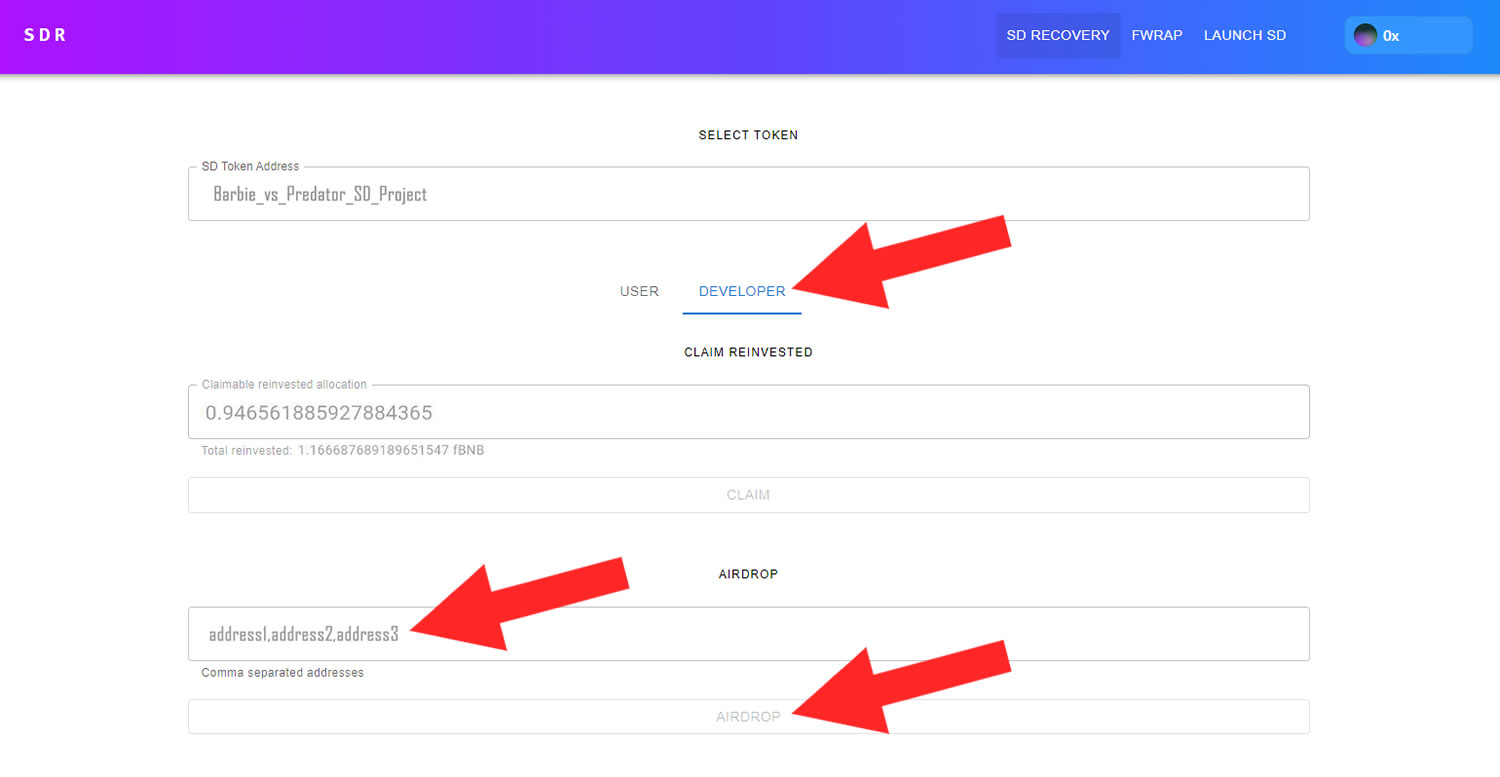 SDR
SD RECOVERY FWRAP LAUNCH SD 0x
SELECT TOKEN
SD Token Address
Barbie_vs_Predator_SD_Project
USER DEVELOPER
CLAIM REINVESTED
Claimable reinvested allocation
0.946561885927884365
Total reinvested: 1.166687689189651547 fBNB
CLAIM
AIRDROP
address1,address2,address3
Comma separated addresses
AIRDROP